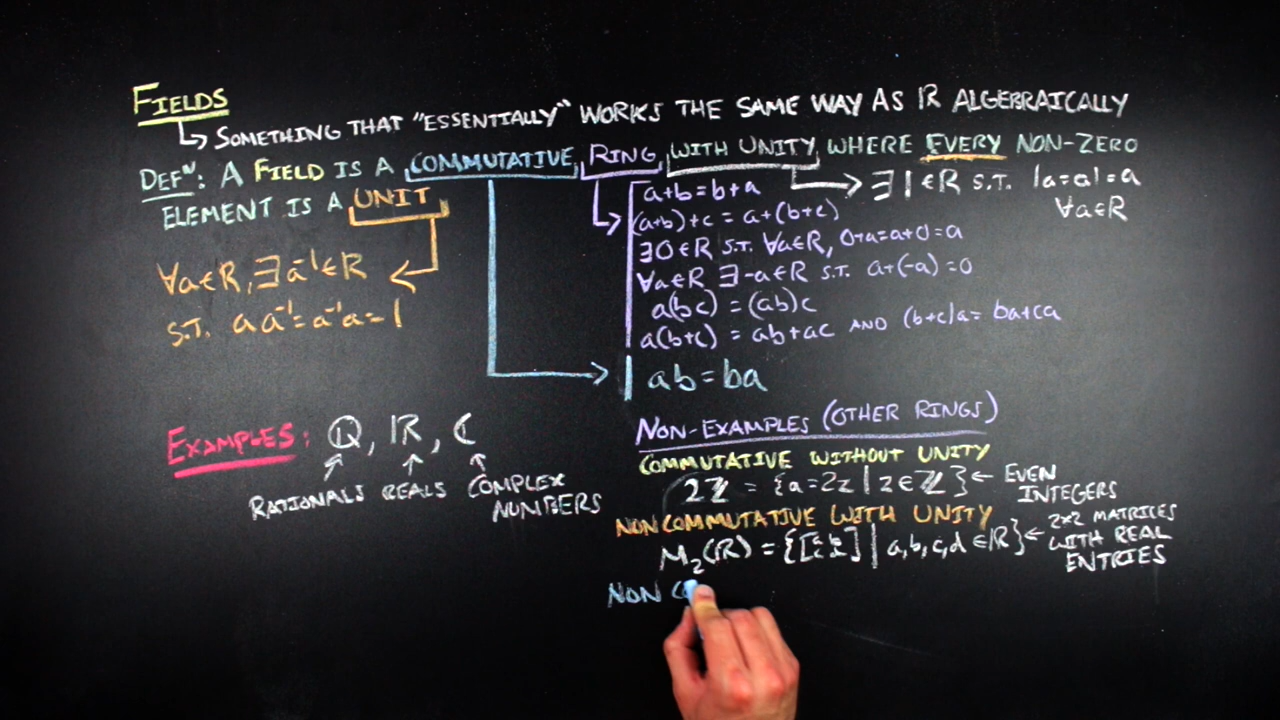 FIELDS
SOMETHING THAT "ESSENTIALLY" WORKS THE SAME WAY AS ℝ ALGEBRAICALLY
DEFᴺ: A FIELD IS A COMMUTATIVE RING WITH UNITY WHERE EVERY NON-ZERO
ELEMENT IS A UNIT
∀a∈R, ∃a⁻¹∈R
S.T. aa⁻¹=a⁻¹a=1
a+b=b+a
(a+b)+c=a+(b+c)
∃0∈R S.T. ∀a∈R, 0+a=a+0=a
∀a∈R ∃-a∈R S.T. a+(-a)=0
a(bc)=(ab)c
a(b+c)=ab+ac AND (b+c)a=ba+ca
∃1∈R S.T. 1a=a1=a
∀a∈R
ab=ba
EXAMPLES: ℚ, ℝ, ℂ
RATIONALS REALS COMPLEX
NUMBERS
NON-EXAMPLES (OTHER RINGS)
COMMUTATIVE WITHOUT UNITY
2ℤ = {a=2z | z∈ℤ} ← EVEN
INTEGERS
NONCOMMUTATIVE WITH UNITY
M₂(ℝ) = {[a b; c d] | a,b,c,d ∈ℝ} ← 2x2 MATRICES
WITH REAL
ENTRIES
NON C